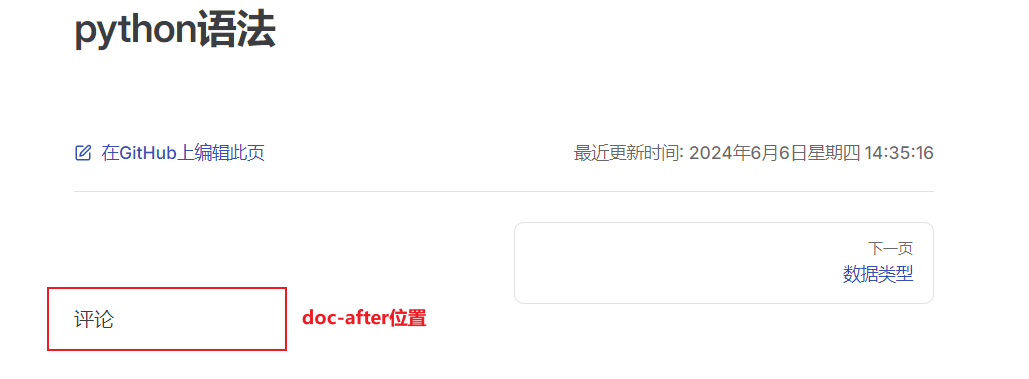 python语法
在GitHub上编辑此页
最近更新时间: 2024年6月6日星期四 14:35:16
下一页
数据类型
评论
doc-after位置